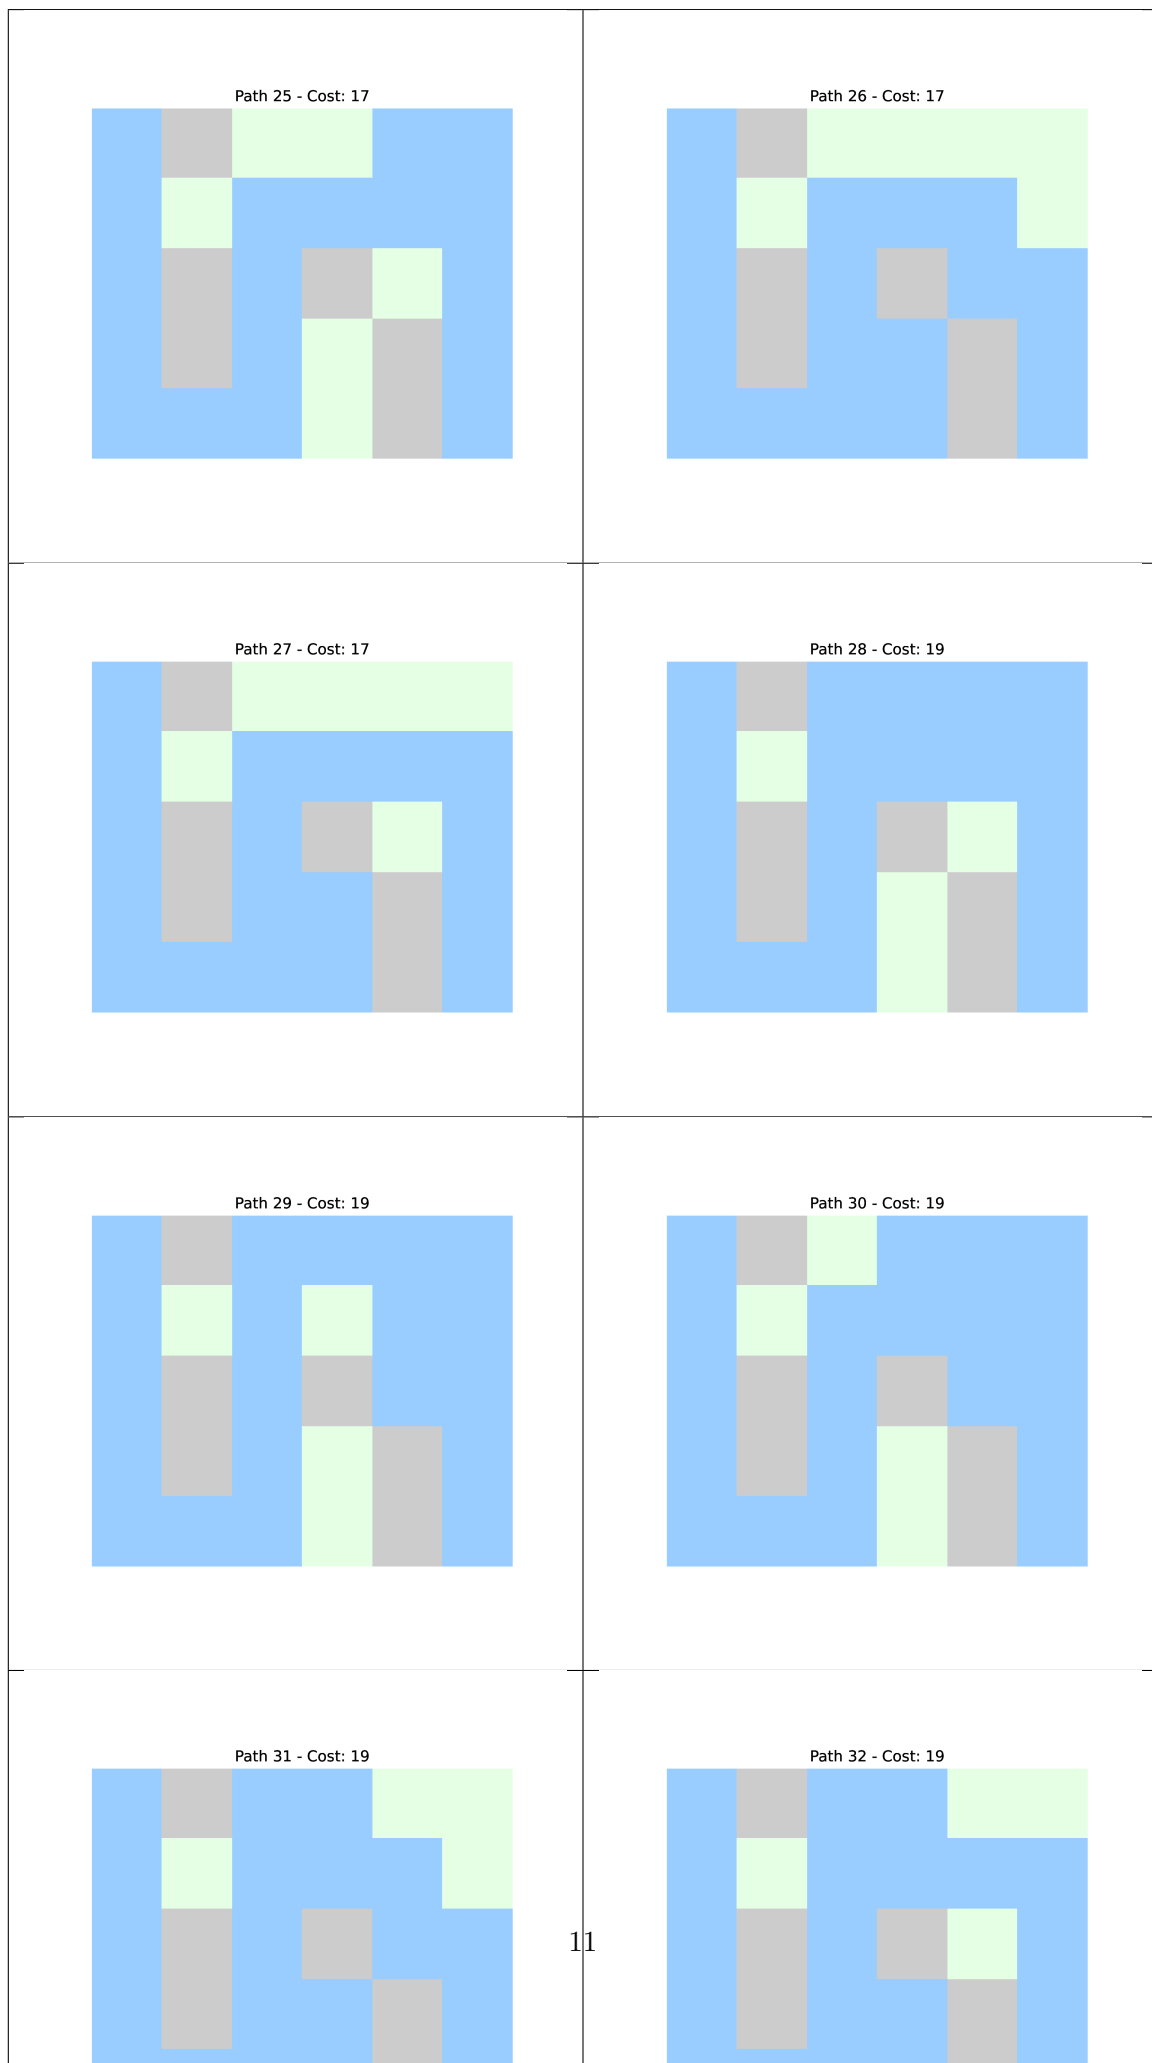 Path 25 - Cost: 17
Path 26 - Cost: 17
Path 27 - Cost: 17
Path 28 - Cost: 19
Path 29 - Cost: 19
Path 30 - Cost: 19
Path 31 - Cost: 19
Path 32 - Cost: 19
11